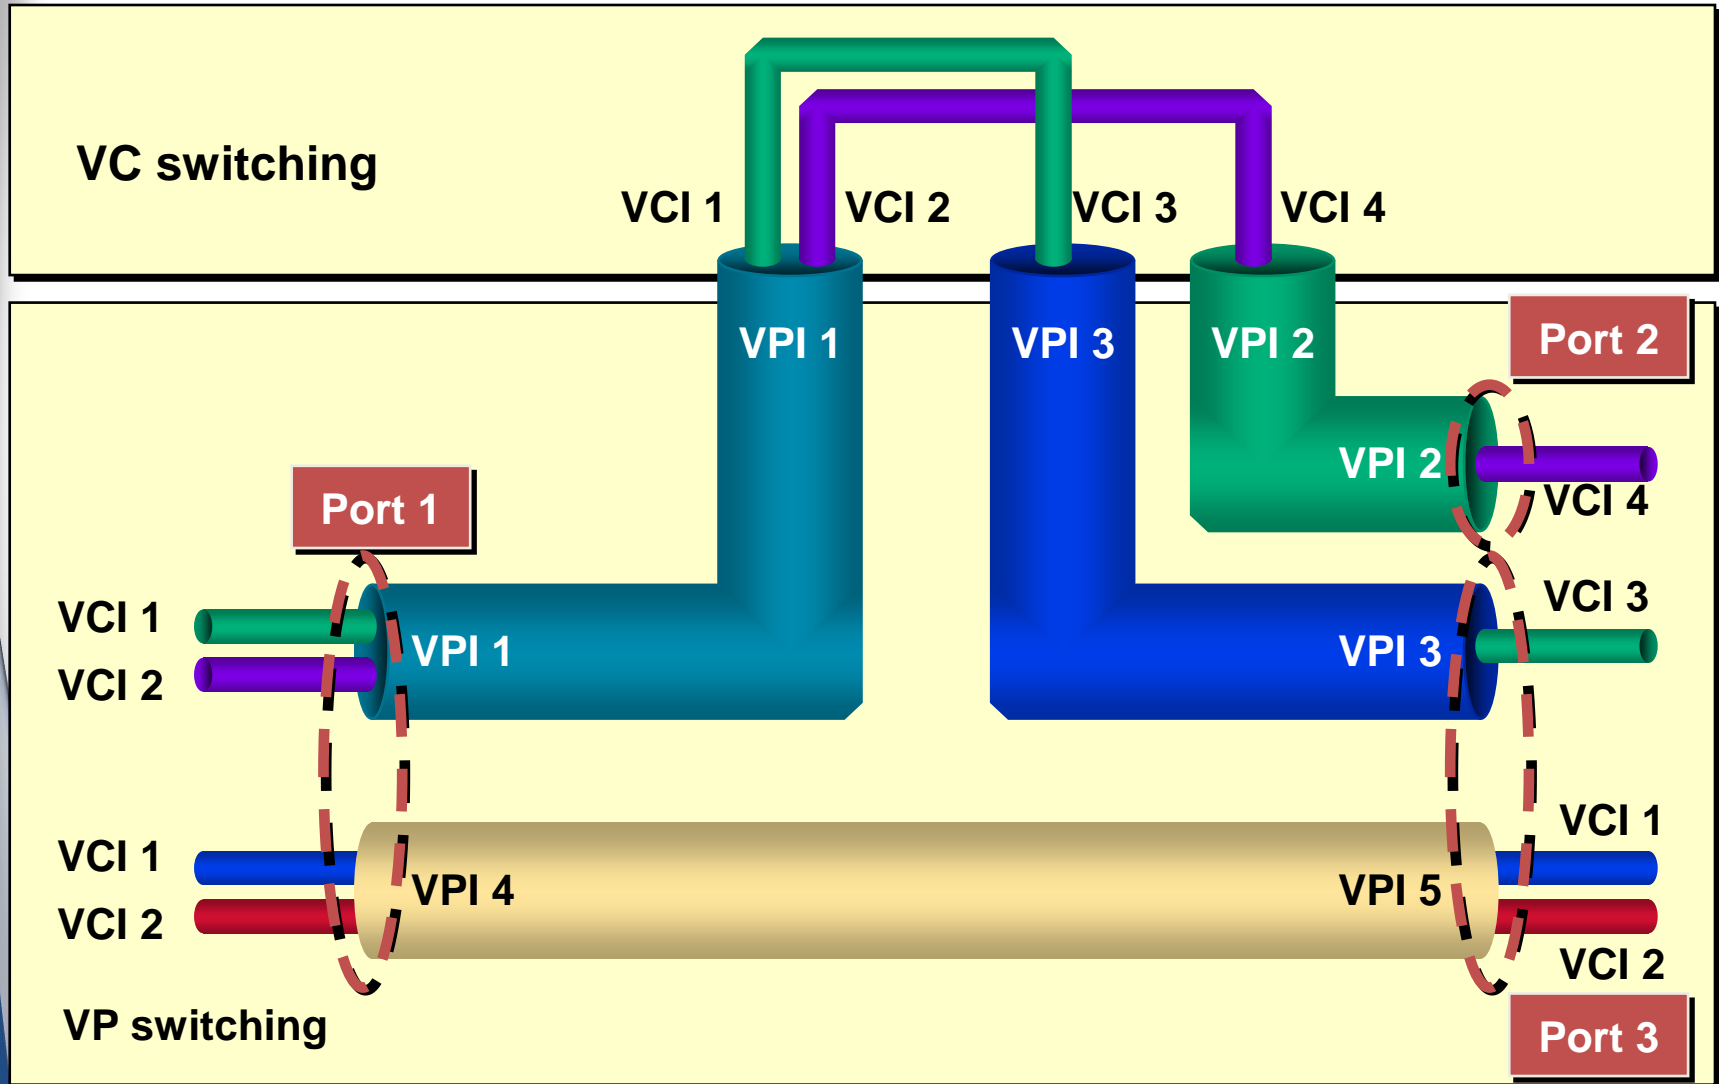 VC switching
VCI 1
VCI 2
VCI 3
VCI 4
VPI 1
VPI 3
VPI 2
Port 2
VPI 2
VCI 4
Port 1
VCI 1
VCI 2
VPI 1
VPI 3
VCI 3
VCI 1
VCI 2
VPI 4
VPI 5
VCI 1
VCI 2
VP switching
Port 3